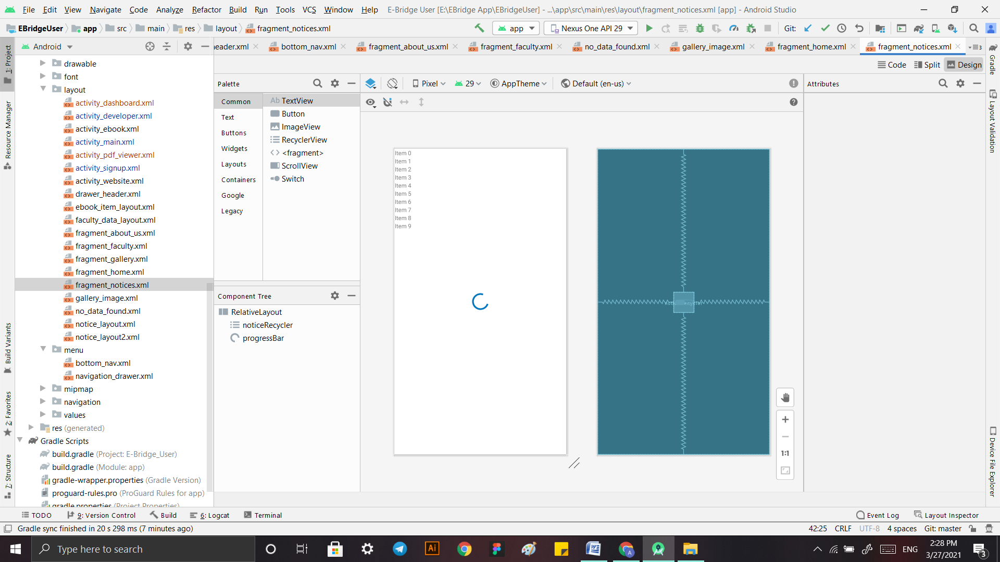 File Edit View Navigate Code Analyze Refactor Build Run Tools VCS Window Help E-Bridge User [E:\EBridge App\EBridgeUser] - ...\app\src\main\res\layout\fragment_notices.xml [app] - Android Studio
EBridgeUser app src main res layout fragment_notices.xml app Nexus One API 29 Git:
Android eader.xml bottom_nav.xml fragment_about_us.xml fragment_faculty.xml no_data_found.xml gallery_image.xml fragment_home.xml fragment_notices.xml 3
Code Split Design
1: Project
Resource Manager
Build Variants
2: Favorites
7: Structure
drawable
font
layout
activity_dashboard.xml
activity_developer.xml
activity_ebook.xml
activity_main.xml
activity_pdf_viewer.xml
activity_signup.xml
activity_website.xml
drawer_header.xml
ebook_item_layout.xml
faculty_data_layout.xml
fragment_about_us.xml
fragment_faculty.xml
fragment_gallery.xml
fragment_home.xml
fragment_notices.xml
gallery_image.xml
no_data_found.xml
notice_layout.xml
notice_layout2.xml
menu
bottom_nav.xml
navigation_drawer.xml
mipmap
navigation
values
res (generated)
Gradle Scripts
build.gradle (Project: E-Bridge_User)
build.gradle (Module: app)
gradle-wrapper.properties (Gradle Version)
proguard-rules.pro (ProGuard Rules for app)
gradle.properties (Project Properties)
Palette
Common
Text
Buttons
Widgets
Layouts
Containers
Google
Legacy
Ab TextView
Button
ImageView
RecyclerView
<fragment>
ScrollView
Switch
Component Tree
RelativeLayout
noticeRecycler
progressBar
Pixel 29 AppTheme Default (en-us)
Item 0
Item 1
Item 2
Item 3
Item 4
Item 5
Item 6
Item 7
Item 8
Item 9
1:1
Attributes
Gradle
Layout Validation
Device File Explorer
TODO 9: Version Control Build 6: Logcat Terminal Event Log Layout Inspector
Gradle sync finished in 20 s 298 ms (7 minutes ago) 42:25 CRLF UTF-8 4 spaces Git: master
Type here to search Ai A ENG 2:28 PM
3/27/2021 3